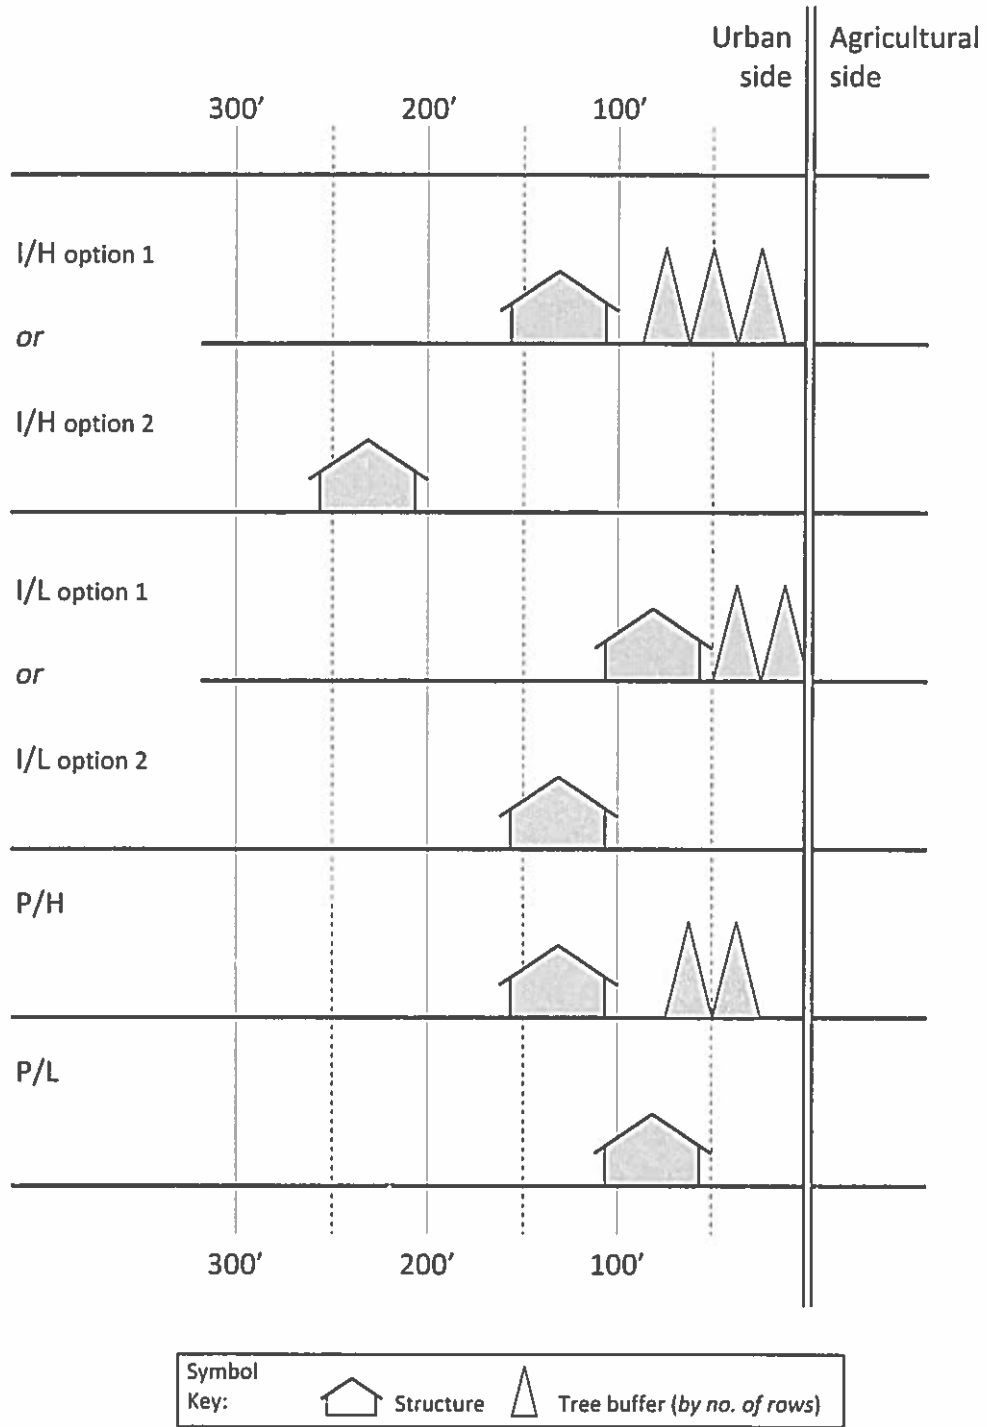 Urban side
Agricultural side
300′ 200′ 100′
I/H option 1
or
I/H option 2
I/L option 1
or
I/L option 2
P/H
P/L
300′ 200′ 100′
Symbol
Key: Structure Tree buffer (by no. of rows)